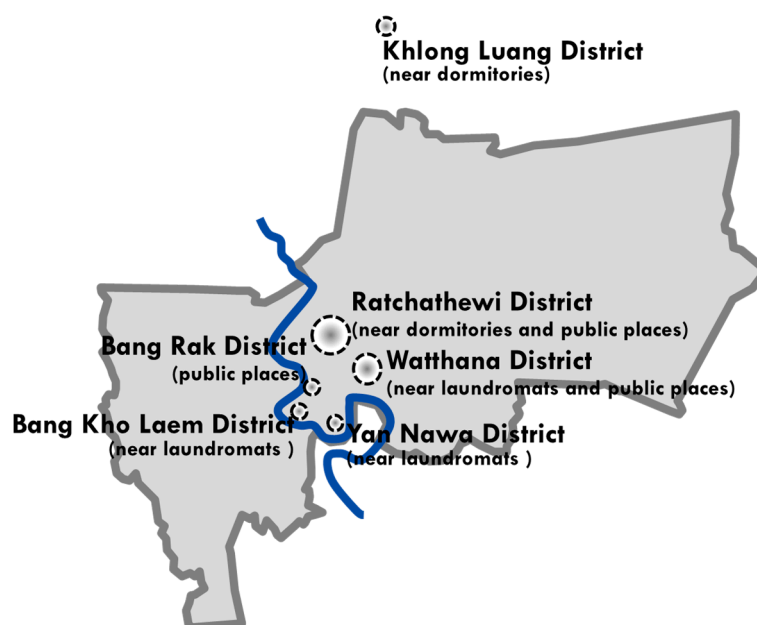 Khlong Luang District
(near dormitories)
Ratchathewi District
(near dormitories and public places)
Bang Rak District
(public places)
Watthana District
(near laundromats and public places)
Bang Kho Laem District
(near laundromats )
Yan Nawa District
(near laundromats )